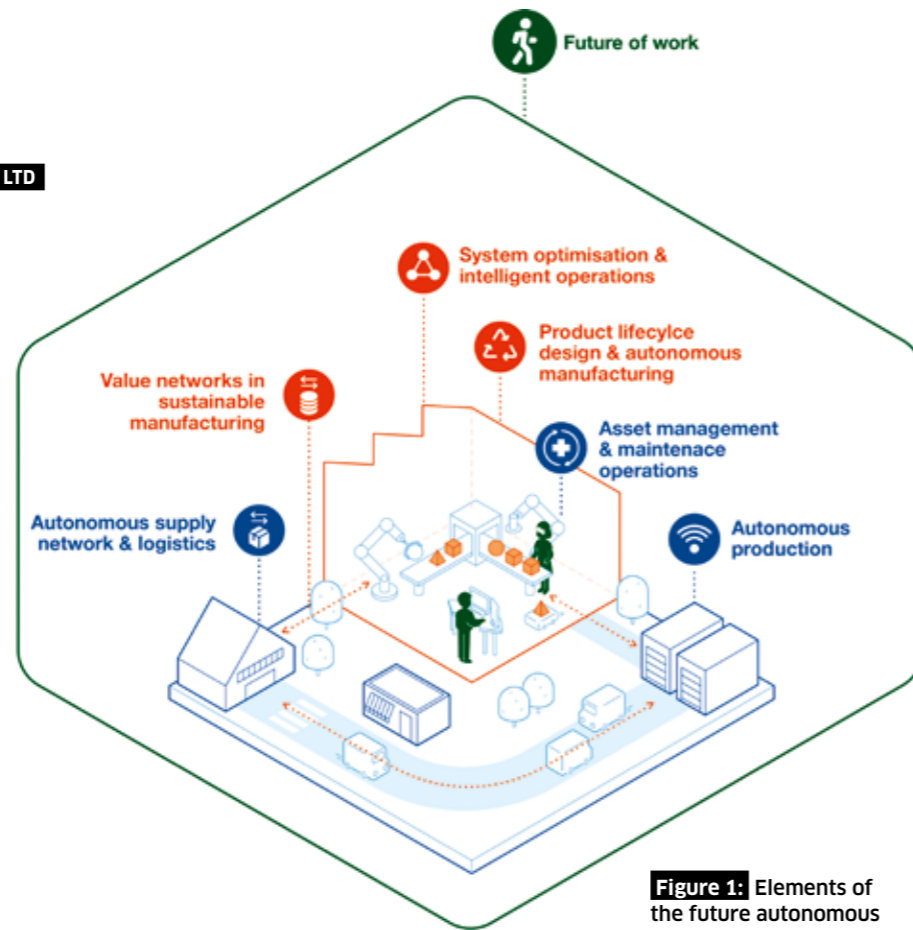 Future of work
LTD
System optimisation &
intelligent operations
Product lifecylce
design & autonomous
manufacturing
Value networks in
sustainable
manufacturing
Asset management
& maintenace
operations
Autonomous supply
network & logistics
Autonomous
production
Figure 1: Elements of
the future autonomous